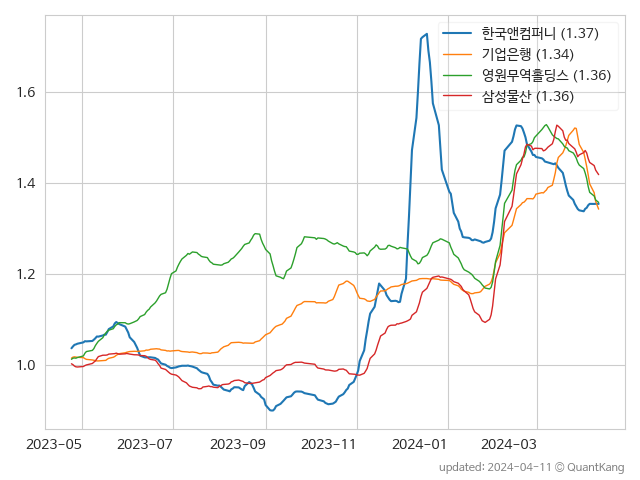 한국앤컴퍼니 (1.37)
기업은행 (1.34)
영원무역홀딩스 (1.36)
삼성물산 (1.36)
1.6
1.4
1.2
1.0
2023-05 2023-07 2023-09 2023-11 2024-01 2024-03
updated: 2024-04-11 © QuantKang